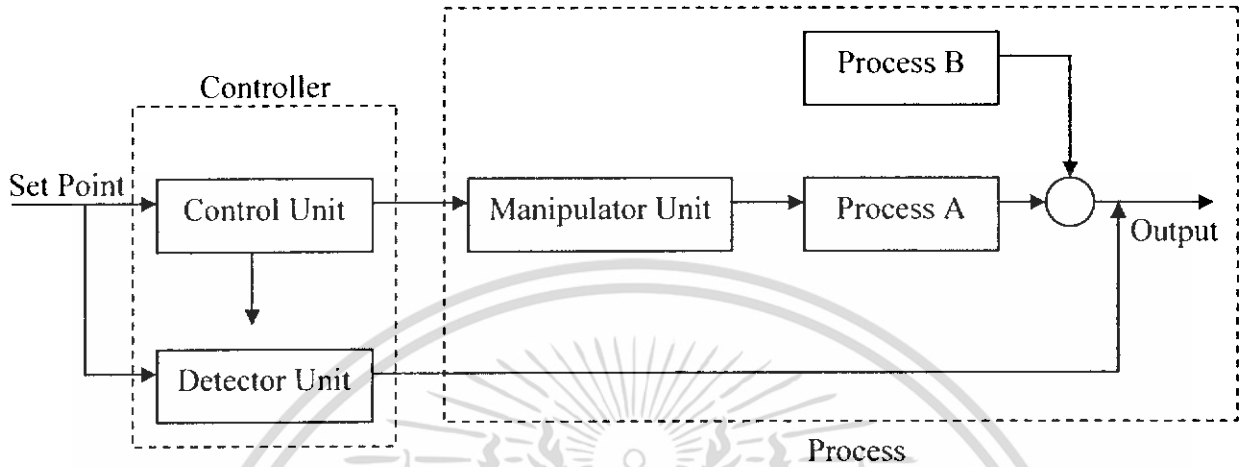 Process B
Controller
Set Point
Control Unit
Manipulator Unit
Process A
Output
Detector Unit
Process